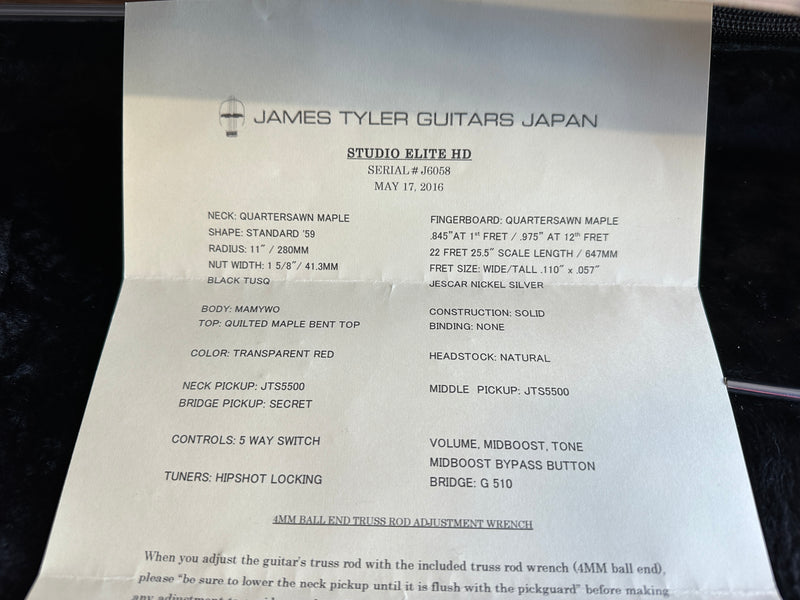 JAMES TYLER GUITARS JAPAN
STUDIO ELITE HD
SERIAL # J6058
MAY 17, 2016
NECK: QUARTERSAWN MAPLE
SHAPE: STANDARD '59
RADIUS: 11" / 280MM
NUT WIDTH: 1 5/8"/ 41.3MM
BLACK TUSQ
FINGERBOARD: QUARTERSAWN MAPLE
.845"AT 1st FRET / .975" AT 12th FRET
22 FRET 25.5" SCALE LENGTH / 647MM
FRET SIZE: WIDE/TALL .110" x .057"
JESCAR NICKEL SILVER
BODY: MAMYWO
TOP: QUILTED MAPLE BENT TOP
CONSTRUCTION: SOLID
BINDING: NONE
COLOR: TRANSPARENT RED
HEADSTOCK: NATURAL
NECK PICKUP: JTS5500
BRIDGE PICKUP: SECRET
MIDDLE PICKUP: JTS5500
CONTROLS: 5 WAY SWITCH
VOLUME, MIDBOOST, TONE
MIDBOOST BYPASS BUTTON
TUNERS: HIPSHOT LOCKING
BRIDGE: G 510
4MM BALL END TRUSS ROD ADJUSTMENT WRENCH
When you adjust the guitar's truss rod with the included truss rod wrench (4MM ball end),
please "be sure to lower the neck pickup until it is flush with the pickguard" before making
any